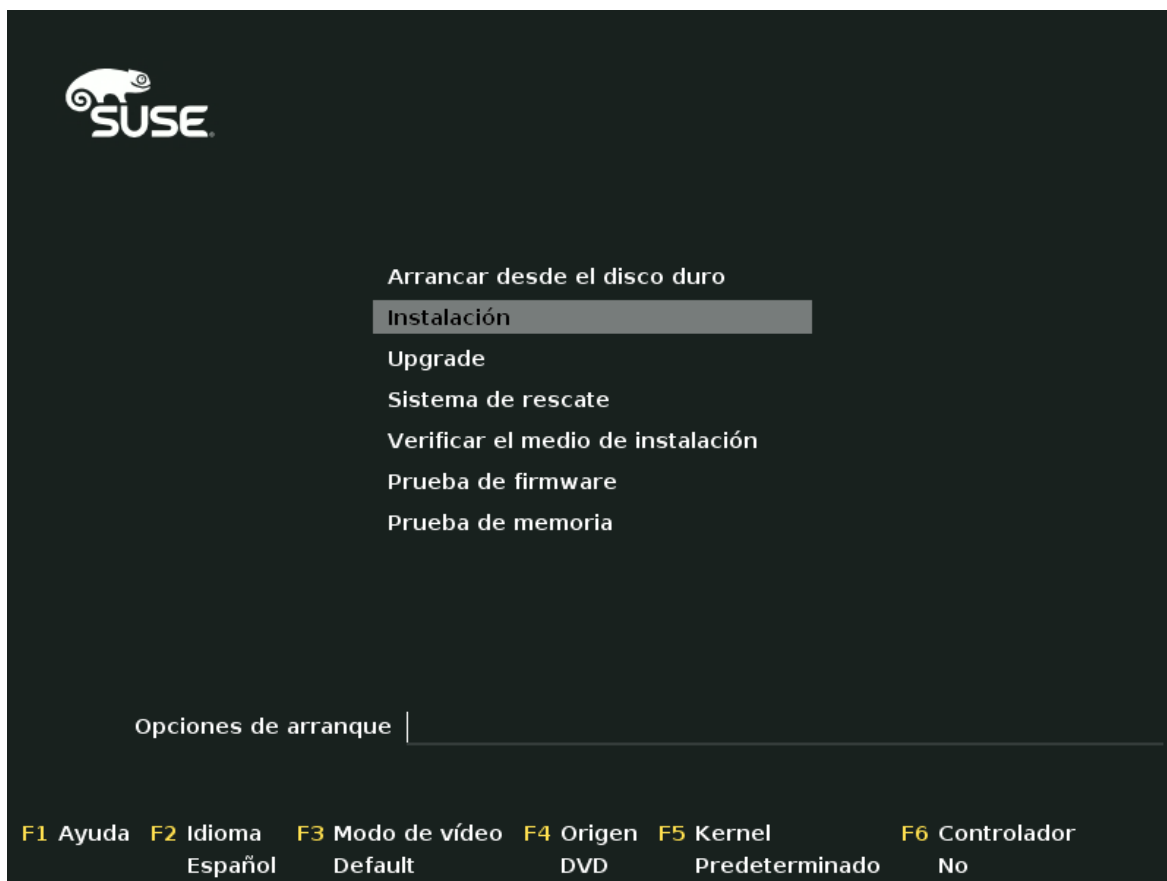 SUSE
Arrancar desde el disco duro
Instalación
Upgrade
Sistema de rescate
Verificar el medio de instalación
Prueba de firmware
Prueba de memoria
Opciones de arranque
F1 Ayuda F2 Idioma F3 Modo de vídeo F4 Origen F5 Kernel F6 Controlador
Español Default DVD Predeterminado No